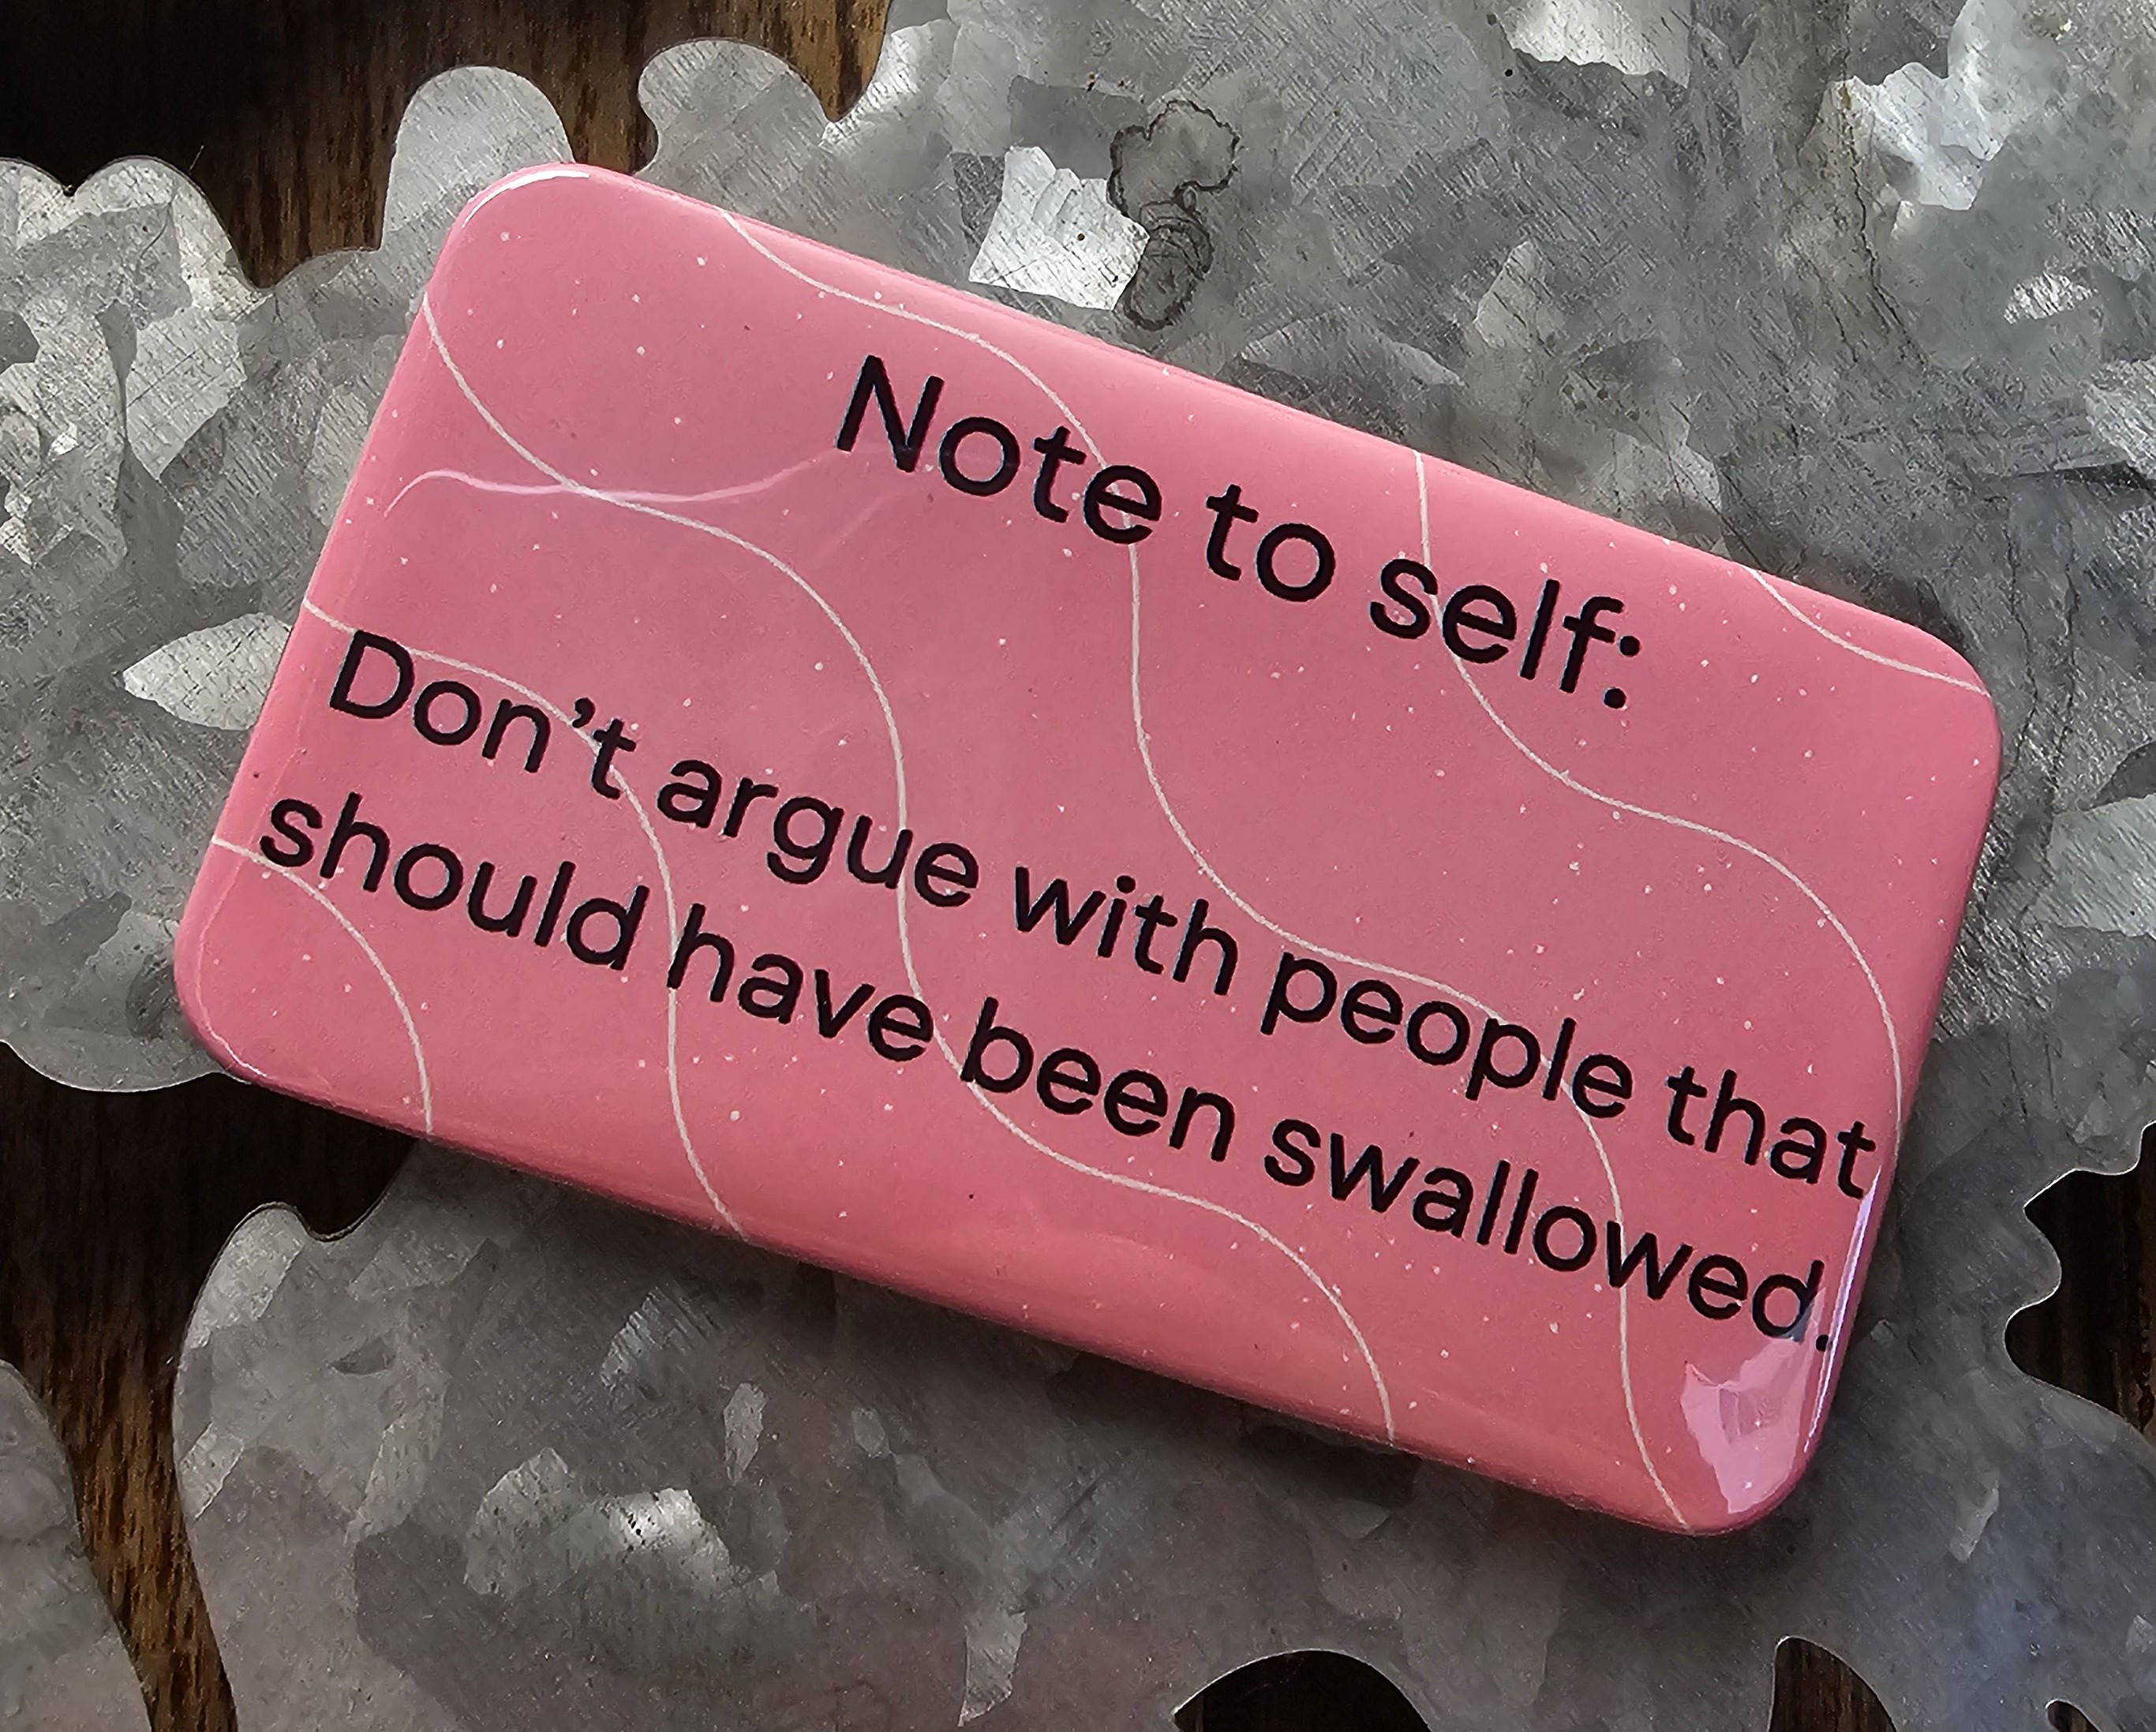 Note to self:
Don’t argue with people that
should have been swallowed.